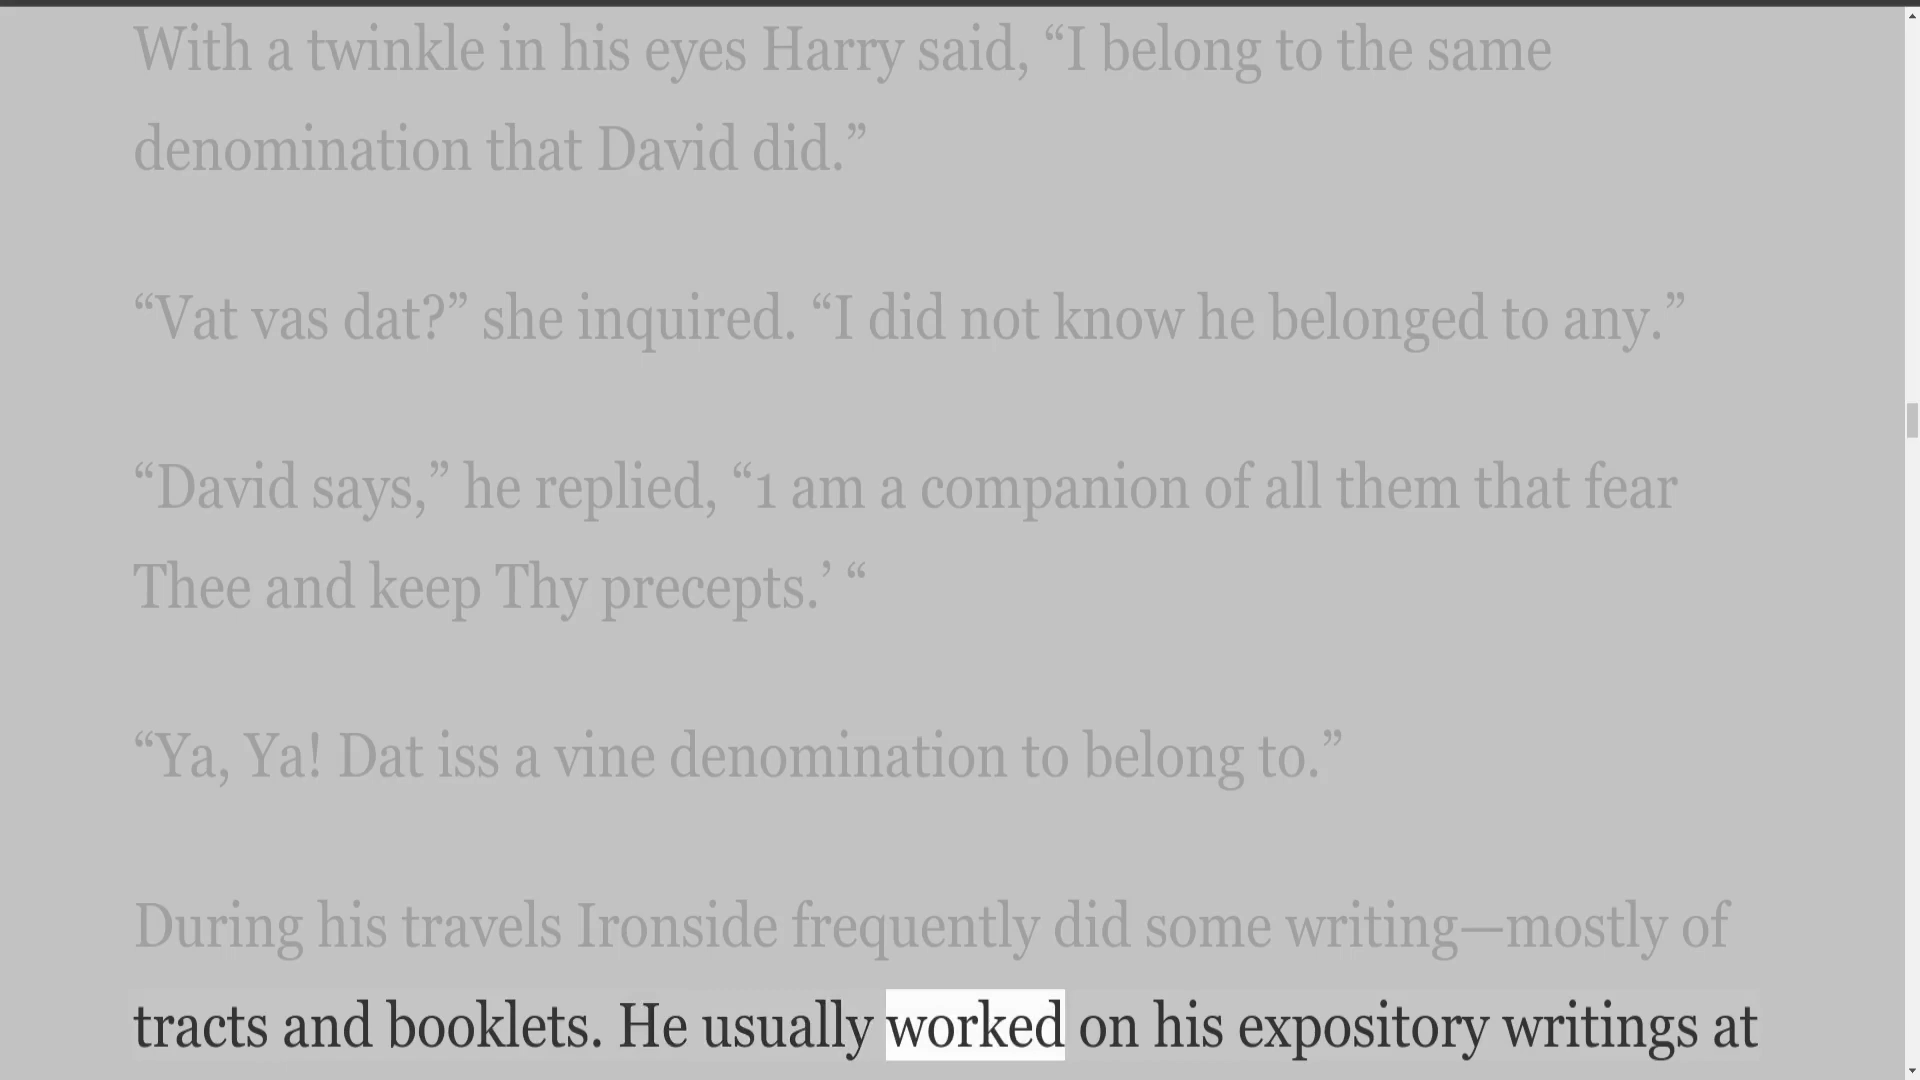 With a twinkle in his eyes Harry said, “I belong to the same
denomination that David did.”
“Vat vas dat?” she inquired. “I did not know he belonged to any.”
“David says,” he replied, “1 am a companion of all them that fear
Thee and keep Thy precepts.’ “
“Ya, Ya! Dat iss a vine denomination to belong to.”
During his travels Ironside frequently did some writing—mostly of
tracts and booklets. He usually worked on his expository writings at